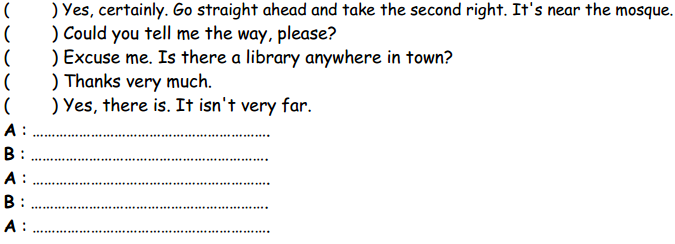 (        ) Yes, certainly. Go straight ahead and take the second right. It's near the mosque.
(        ) Could you tell me the way, please?
(        ) Excuse me. Is there a library anywhere in town?
(        ) Thanks very much.
(        ) Yes, there is. It isn't very far.
A : ................................................................
B : ................................................................
A : ................................................................
B : ................................................................
A : ................................................................